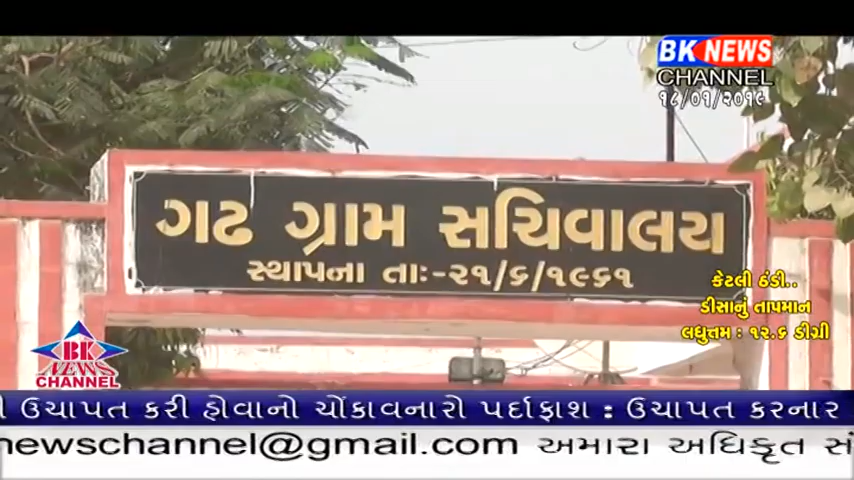 BK NEWS
CHANNEL
૧૮/૦૧/૨૦૧૯
ગઢ ગ્રામ સચિવાલય
સ્થાપના તાઃ-૨૧/૬/૧૯૬૧
કેટલી ઠંડી..
ડીસાનું તાપમાન
લઘુત્તમ : ૧૨.૬ ડીગ્રી
BK
NEWS
CHANNEL
ઉચાપત કરી હોવાનો ચોંકાવનારો પર્દાફાશ : ઉચાપત કરનાર
newschannel@gmail.com અમારા અધિકૃત